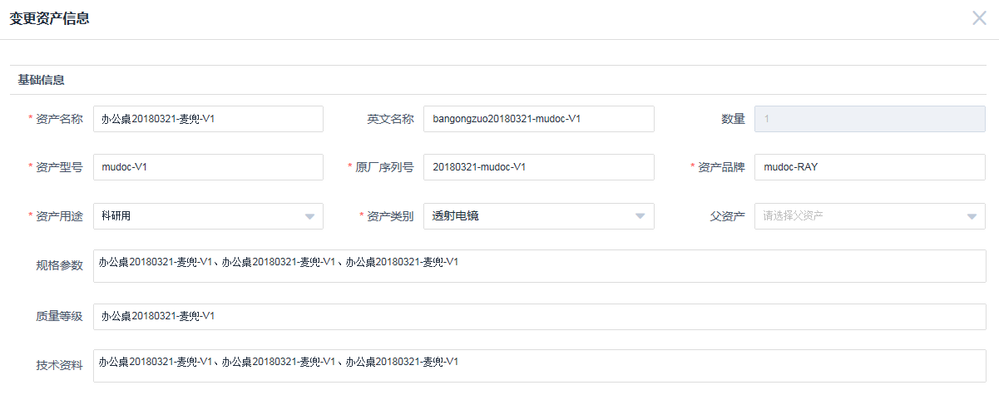 变更资产信息
基础信息
* 资产名称 办公桌20180321-麦兜-V1 英文名称 bangongzuo20180321-mudoc-V1 数量 1
* 资产型号 mudoc-V1 * 原厂序列号 20180321-mudoc-V1 * 资产品牌 mudoc-RAY
* 资产用途 科研用 * 资产类别 透射电镜 父资产 请选择父资产
规格参数 办公桌20180321-麦兜-V1、办公桌20180321-麦兜-V1、办公桌20180321-麦兜-V1
质量等级 办公桌20180321-麦兜-V1
技术资料 办公桌20180321-麦兜-V1、办公桌20180321-麦兜-V1、办公桌20180321-麦兜-V1